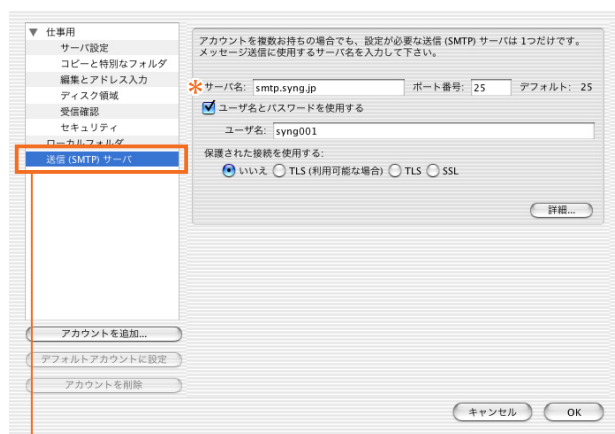 ▼ 仕事用
サーバ設定
コピーと特別なフォルダ
編集とアドレス入力
ディスク領域
受信確認
セキュリティ
ローカルフォルダ
送信 (SMTP) サーバ
アカウントを追加...
デフォルトアカウントに設定
アカウントを削除
アカウントを複数お持ちの場合でも、設定が必要な送信 (SMTP) サーバは 1つだけです。
メッセージ送信に使用するサーバ名を入力して下さい。
*サーバ名: smtp.syng.jp ポート番号: 25 デフォルト: 25
ユーザ名とパスワードを使用する
ユーザ名: syng001
保護された接続を使用する:
いいえ TLS (利用可能な場合) TLS SSL
詳細...
キャンセル OK